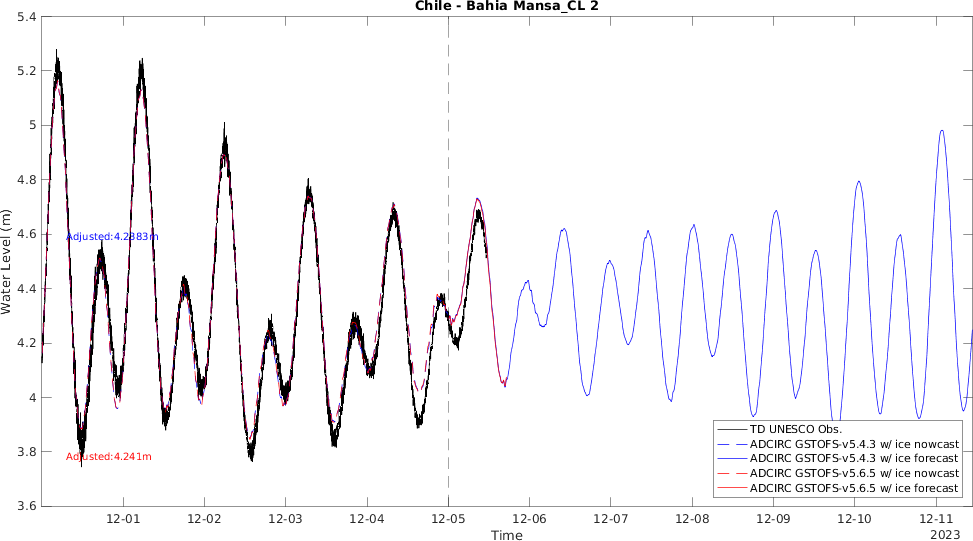 Chile - Bahia Mansa_CL 2
Water Level (m)
5.4
5.2
5
4.8
4.6
4.4
4.2
4
3.8
3.6
Adjusted:4.2383m
Adjusted:4.241m
TD UNESCO Obs.
ADCIRC GSTOFS-v5.4.3 w/ ice nowcast
ADCIRC GSTOFS-v5.4.3 w/ ice forecast
ADCIRC GSTOFS-v5.6.5 w/ ice nowcast
ADCIRC GSTOFS-v5.6.5 w/ ice forecast
12-01 12-02 12-03 12-04 12-05 12-06 12-07 12-08 12-09 12-10 12-11
2023
Time